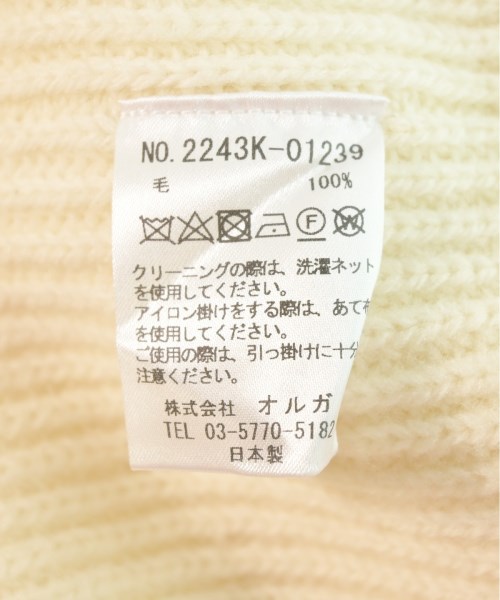 NO. 2243K-01239
毛 100%
F W
クリーニングの際は、洗濯ネット
を使用してください。
アイロン掛けをする際は、あて布
を使用してください。
ご使用の際は、引っ掛けに十分
注意ください。
株式会社 オルガ
TEL 03-5770-5182
日本製